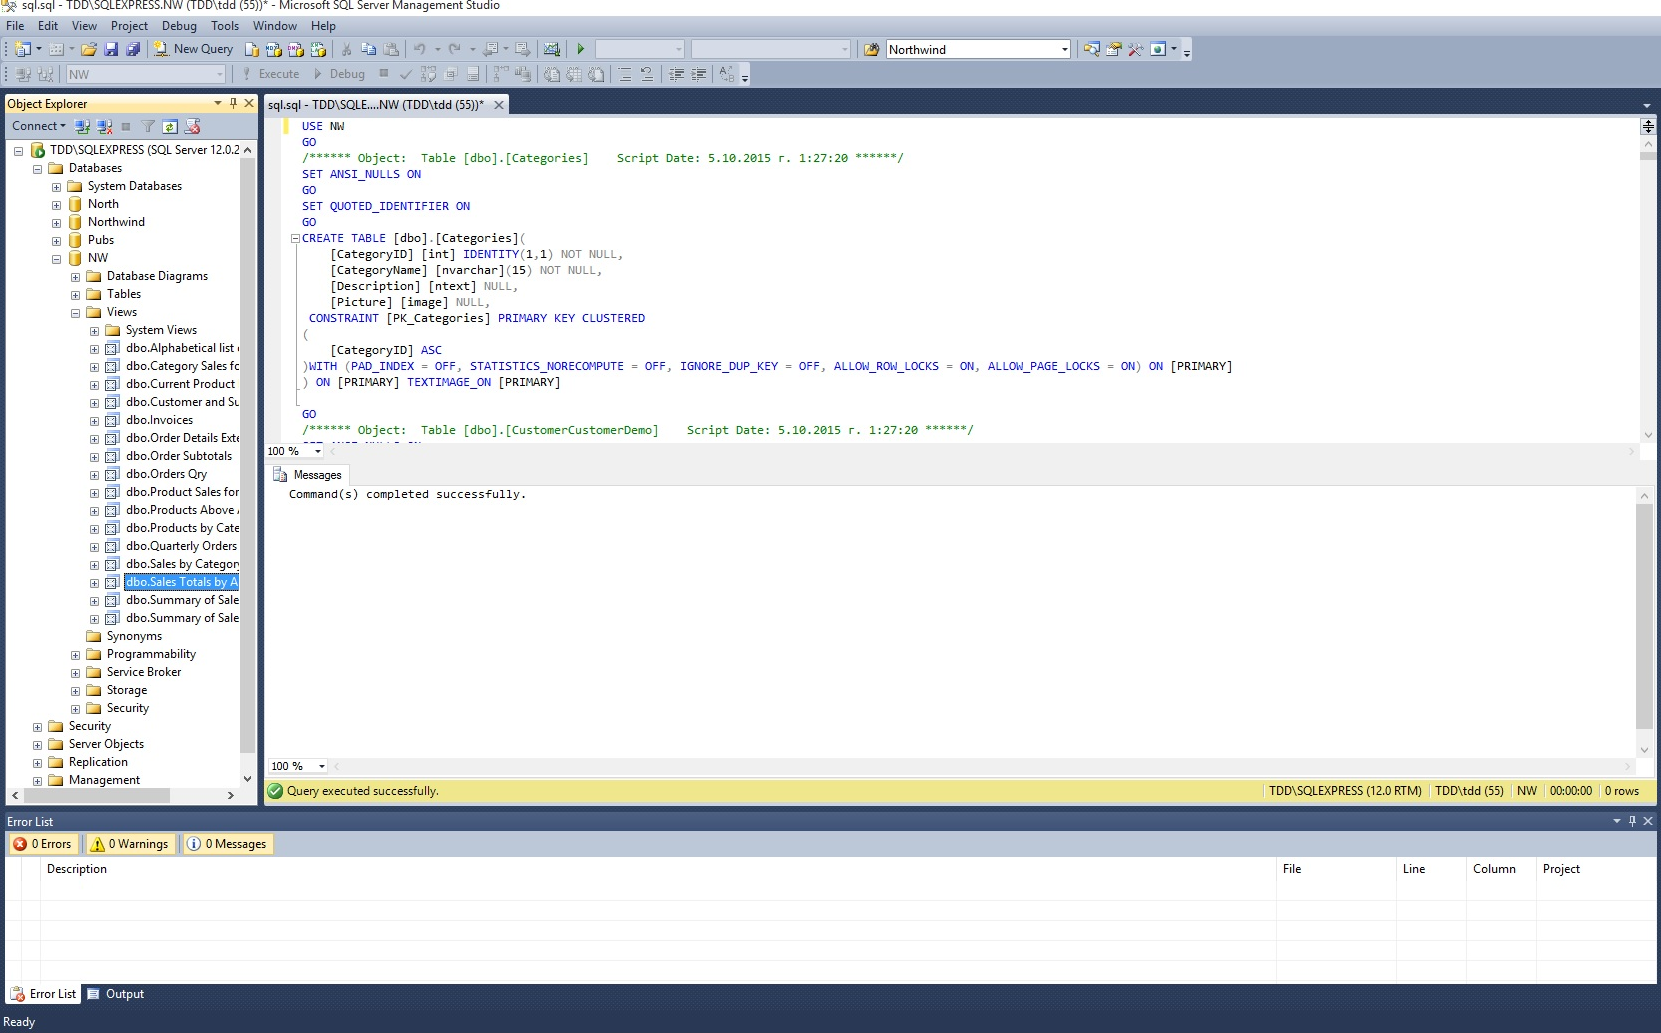 sql.sql - TDD\SQLEXPRESS.NW (TDD\tdd (55))* - Microsoft SQL Server Management Studio
File Edit View Project Debug Tools Window Help
New Query Northwind
NW Execute Debug
Object Explorer
Connect
TDD\SQLEXPRESS (SQL Server 12.0.2
Databases
System Databases
North
Northwind
Pubs
NW
Database Diagrams
Tables
Views
System Views
dbo.Alphabetical list
dbo.Category Sales fo
dbo.Current Product
dbo.Customer and Su
dbo.Invoices
dbo.Order Details Exte
dbo.Order Subtotals
dbo.Orders Qry
dbo.Product Sales for
dbo.Products Above
dbo.Products by Cate
dbo.Quarterly Orders
dbo.Sales by Category
dbo.Sales Totals by A
dbo.Summary of Sale
dbo.Summary of Sale
Synonyms
Programmability
Service Broker
Storage
Security
Security
Server Objects
Replication
Management
sql.sql - TDD\SQLE....NW (TDD\tdd (55))*
USE NW
GO
/****** Object:  Table [dbo].[Categories]    Script Date: 5.10.2015 г. 1:27:20 ******/
SET ANSI_NULLS ON
GO
SET QUOTED_IDENTIFIER ON
GO
CREATE TABLE [dbo].[Categories](
[CategoryID] [int] IDENTITY(1,1) NOT NULL,
[CategoryName] [nvarchar](15) NOT NULL,
[Description] [ntext] NULL,
[Picture] [image] NULL,
CONSTRAINT [PK_Categories] PRIMARY KEY CLUSTERED
(
[CategoryID] ASC
)WITH (PAD_INDEX = OFF, STATISTICS_NORECOMPUTE = OFF, IGNORE_DUP_KEY = OFF, ALLOW_ROW_LOCKS = ON, ALLOW_PAGE_LOCKS = ON) ON [PRIMARY]
) ON [PRIMARY] TEXTIMAGE_ON [PRIMARY]
GO
/****** Object:  Table [dbo].[CustomerCustomerDemo]    Script Date: 5.10.2015 г. 1:27:20 ******/
100 %
Messages
Command(s) completed successfully.
100 %
Query executed successfully. TDD\SQLEXPRESS (12.0 RTM) TDD\tdd (55) NW 00:00:00 0 rows
Error List
0 Errors 0 Warnings 0 Messages
Description File Line Column Project
Error List Output
Ready